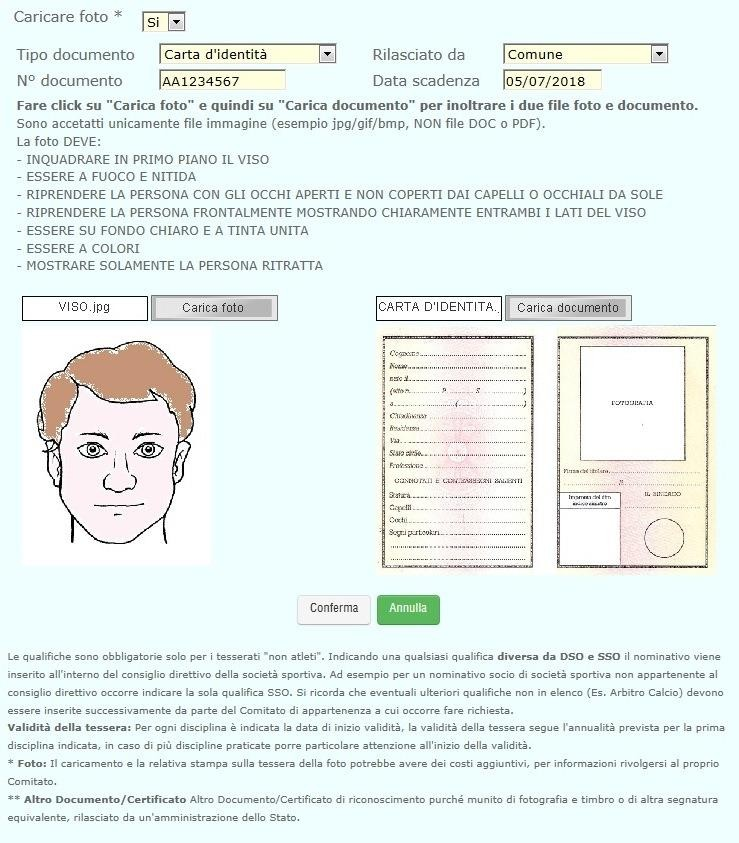 Caricare foto * Si
Tipo documento Carta d'identità Rilasciato da Comune
N° documento AA1234567 Data scadenza 05/07/2018
Fare click su "Carica foto" e quindi su "Carica documento" per inoltrare i due file foto e documento.
Sono accettati unicamente file immagine (esempio jpg/gif/bmp, NON file DOC o PDF).
La foto DEVE:
- INQUADRARE IN PRIMO PIANO IL VISO
- ESSERE A FUOCO E NITIDA
- RIPRENDERE LA PERSONA CON GLI OCCHI APERTI E NON COPERTI DAI CAPELLI O OCCHIALI DA SOLE
- RIPRENDERE LA PERSONA FRONTALMENTE MOSTRANDO CHIARAMENTE ENTRAMBI I LATI DEL VISO
- ESSERE SU FONDO CHIARO E A TINTA UNITA
- ESSERE A COLORI
- MOSTRARE SOLAMENTE LA PERSONA RITRATTA
VISO.jpg Carica foto CARTA D'IDENTITA. Carica documento
Cognome
Nome
nato il
(atto n. P. S. )
a ( )
Cittadinanza
Residenza
Via
Stato civile
Professione
CONNOTATI E CONTRASSEGNI SALIENTI
Statura
Capelli
Occhi
Segni particolari
FOTOGRAFIA
Firma del titolare
Impronta del dito
indice sinistro
IL SINDACO
Conferma Annulla
Le qualifiche sono obbligatorie solo per i tesserati "non atleti". Indicando una qualsiasi qualifica diversa da DSO e SSO il nominativo viene
inserito all'interno del consiglio direttivo della società sportiva. Ad esempio per un nominativo socio di società sportiva non appartenente al
consiglio direttivo occorre indicare la sola qualifica SSO. Si ricorda che eventuali ulteriori qualifiche non in elenco (Es. Arbitro Calcio) devono
essere inserite successivamente da parte del Comitato di appartenenza a cui occorre fare richiesta.
Validità della tessera: Per ogni disciplina è indicata la data di inizio validità, la validità della tessera segue l'annualità prevista per la prima
disciplina indicata, in caso di più discipline praticate porre particolare attenzione all'inizio della validità.
* Foto: Il caricamento e la relativa stampa sulla tessera della foto potrebbe avere dei costi aggiuntivi, per informazioni rivolgersi al proprio
Comitato.
** Altro Documento/Certificato Altro Documento/Certificato di riconoscimento purché munito di fotografia e timbro o di altra segnatura
equivalente, rilasciato da un'amministrazione dello Stato.